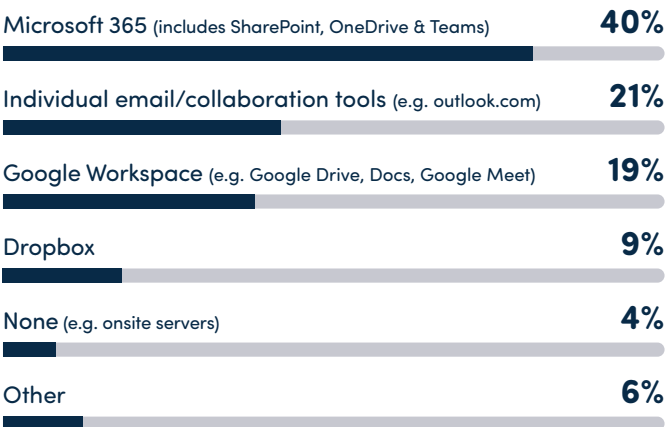 Microsoft 365 (includes SharePoint, OneDrive & Teams) 40%
Individual email/collaboration tools (e.g. outlook.com) 21%
Google Workspace (e.g. Google Drive, Docs, Google Meet) 19%
Dropbox 9%
None (e.g. onsite servers) 4%
Other 6%